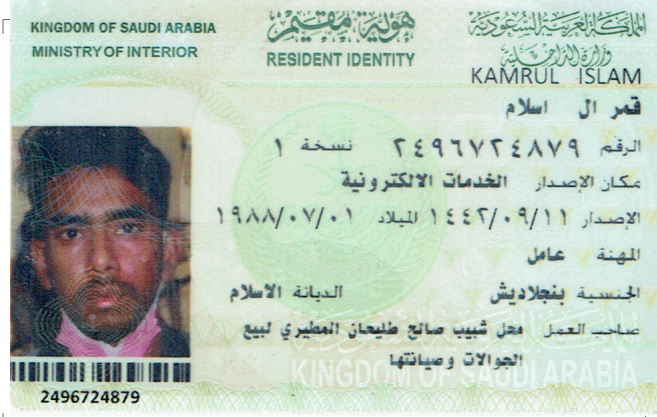 KINGDOM OF SAUDI ARABIA
MINISTRY OF INTERIOR
هوية مقيم
RESIDENT IDENTITY
المملكة العربية السعودية
وزارة الداخلية
KAMRUL ISLAM
قمر ال اسلام
الرقم ٢٤٩٦٧٢٤٨٧٩ نسخة ١
مكان الإصدار الخدمات الالكترونية
الإصدار ١٤٤٢/٠٩/١١ الميلاد ١٩٨٨/٠٧/٠١
المهنة عامل
الجنسية بنجلاديش الديانة الاسلام
صاحب العمل محل شبيب صالح طليحان المطيري لبيع
الجوالات وصيانتها
KINGDOM OF SAUDI ARABIA
2496724879